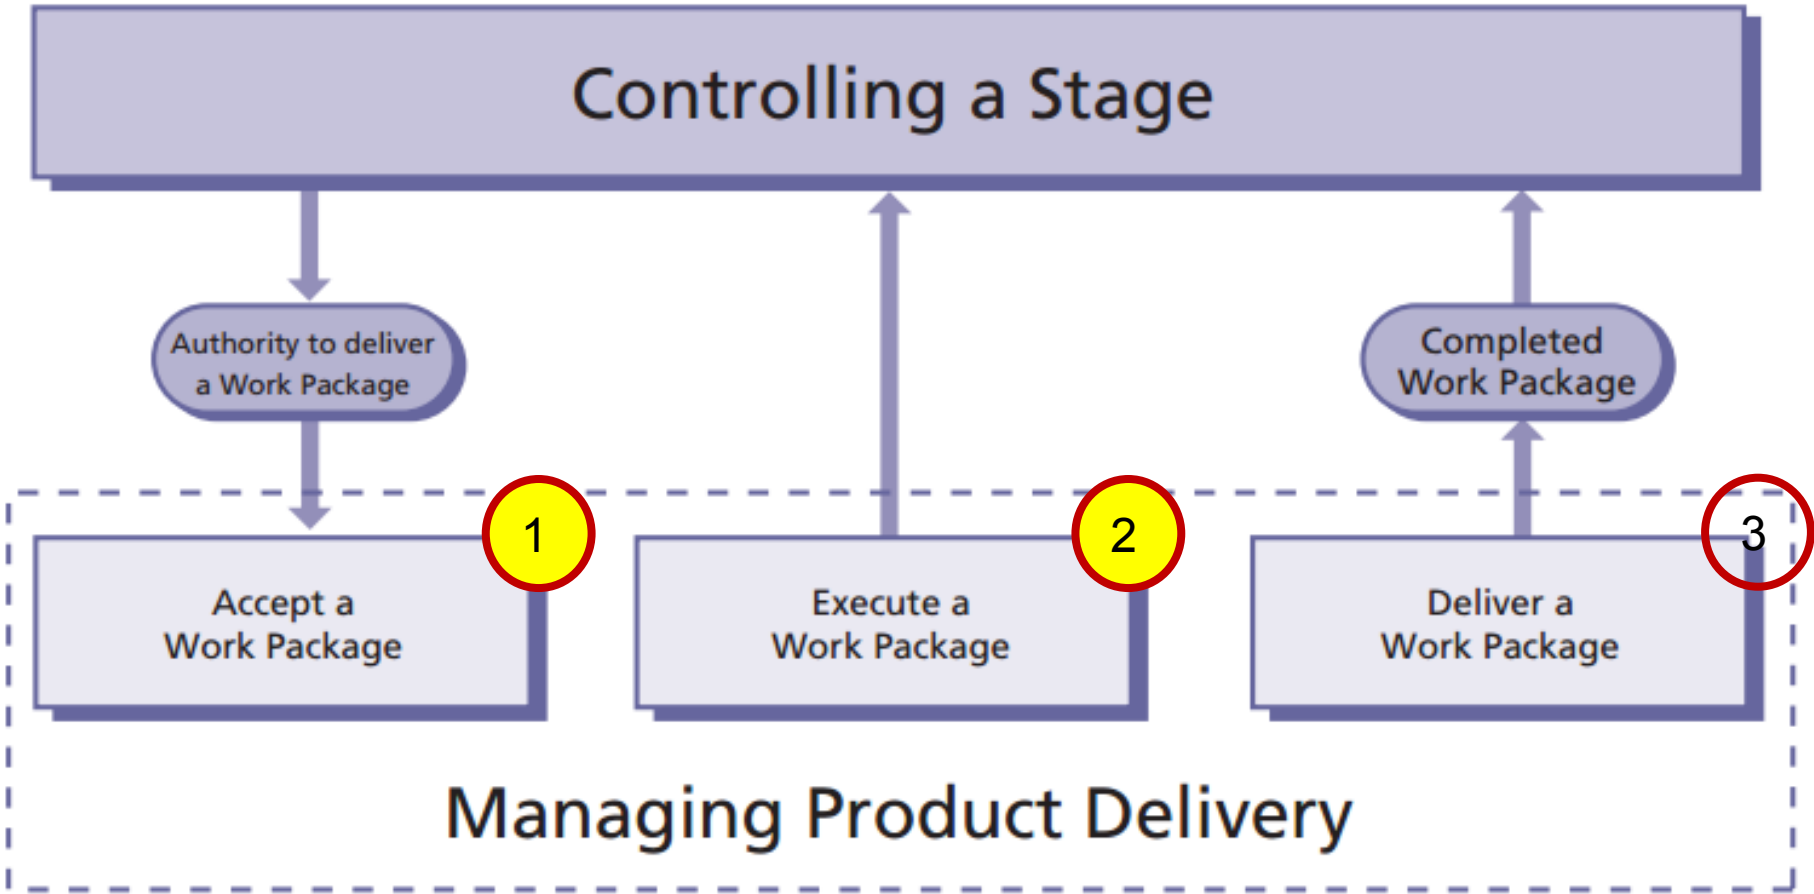 Controlling a Stage
Authority to deliver
a Work Package
Completed
Work Package
1
2
3
Accept a
Work Package
Execute a
Work Package
Deliver a
Work Package
Managing Product Delivery